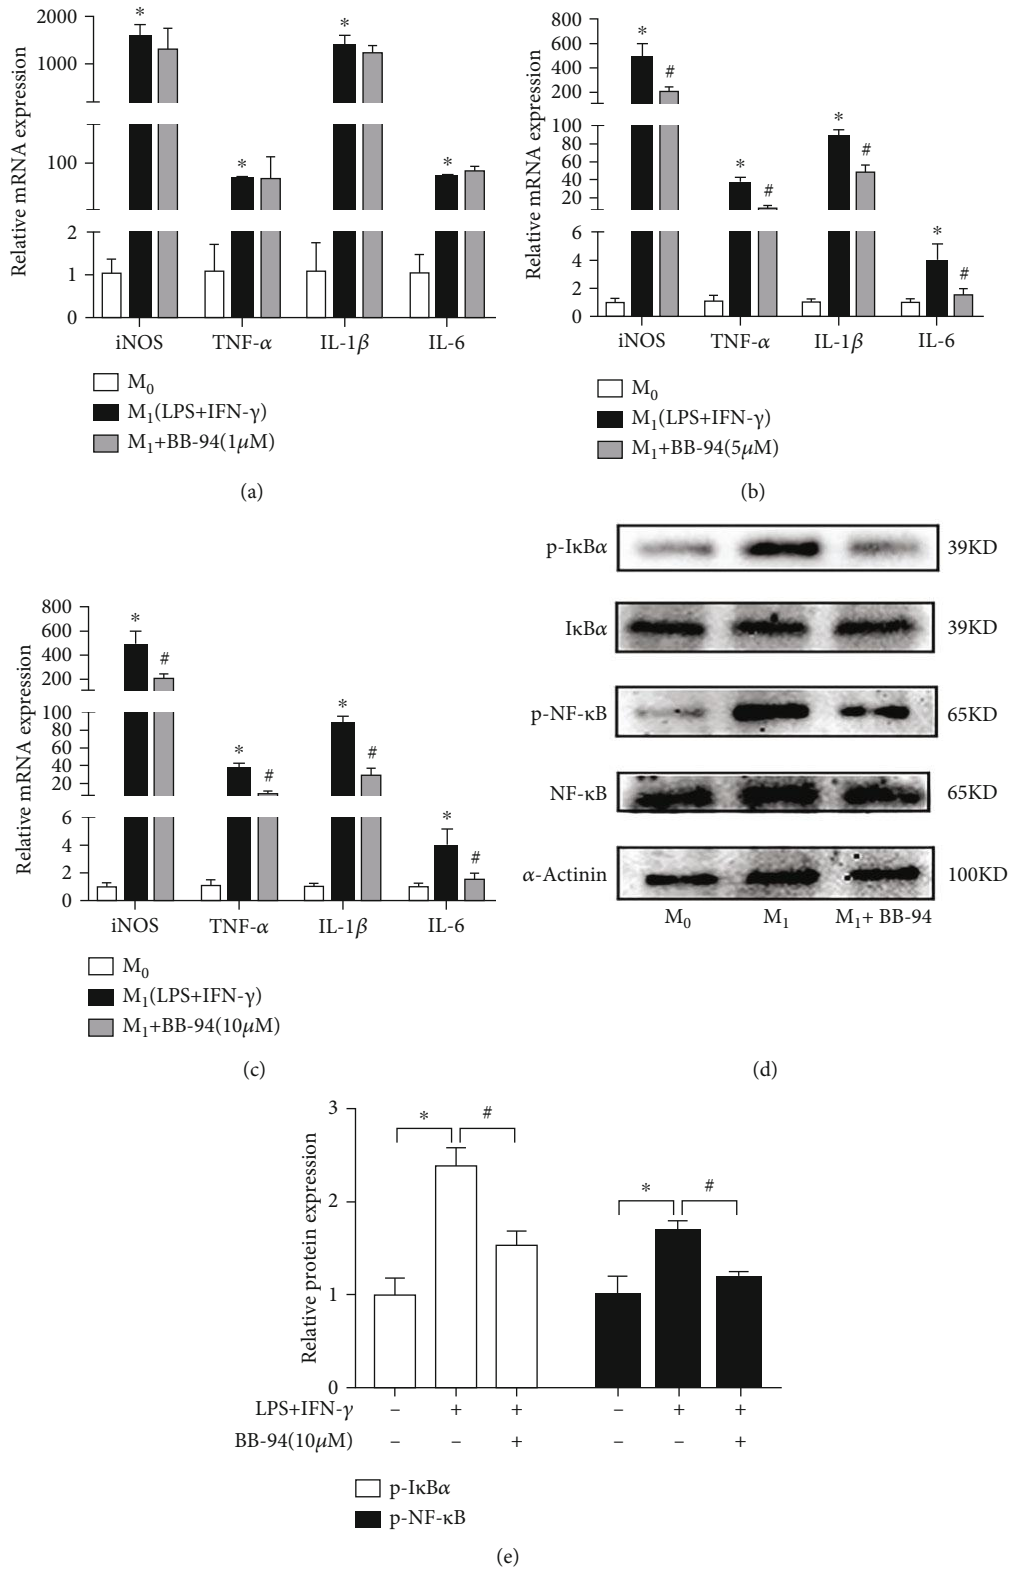 Relative mRNA expression
2000
1000
100
2
1
0
*
*
*
*
iNOS
TNF-α
IL-1β
IL-6
M0
M1(LPS+IFN-γ)
M1+BB-94(1μM)
(a)
Relative mRNA expression
800
600
400
200
100
80
60
40
20
6
4
2
0
*
#
*
#
*
#
*
#
iNOS
TNF-α
IL-1β
IL-6
M0
M1(LPS+IFN-γ)
M1+BB-94(5μM)
(b)
Relative mRNA expression
800
600
400
200
100
80
60
40
20
6
4
2
0
*
#
*
#
*
#
*
#
iNOS
TNF-α
IL-1β
IL-6
M0
M1(LPS+IFN-γ)
M1+BB-94(10μM)
(c)
p-IκBα 39KD
IκBα 39KD
p-NF-κB 65KD
NF-κB 65KD
α-Actinin 100KD
M0 M1 M1+ BB-94
(d)
Relative protein expression
3
2
1
0
* #
* #
LPS+IFN-γ – + + – + +
BB-94(10μM) – – + – – +
p-IκBα
p-NF-κB
(e)